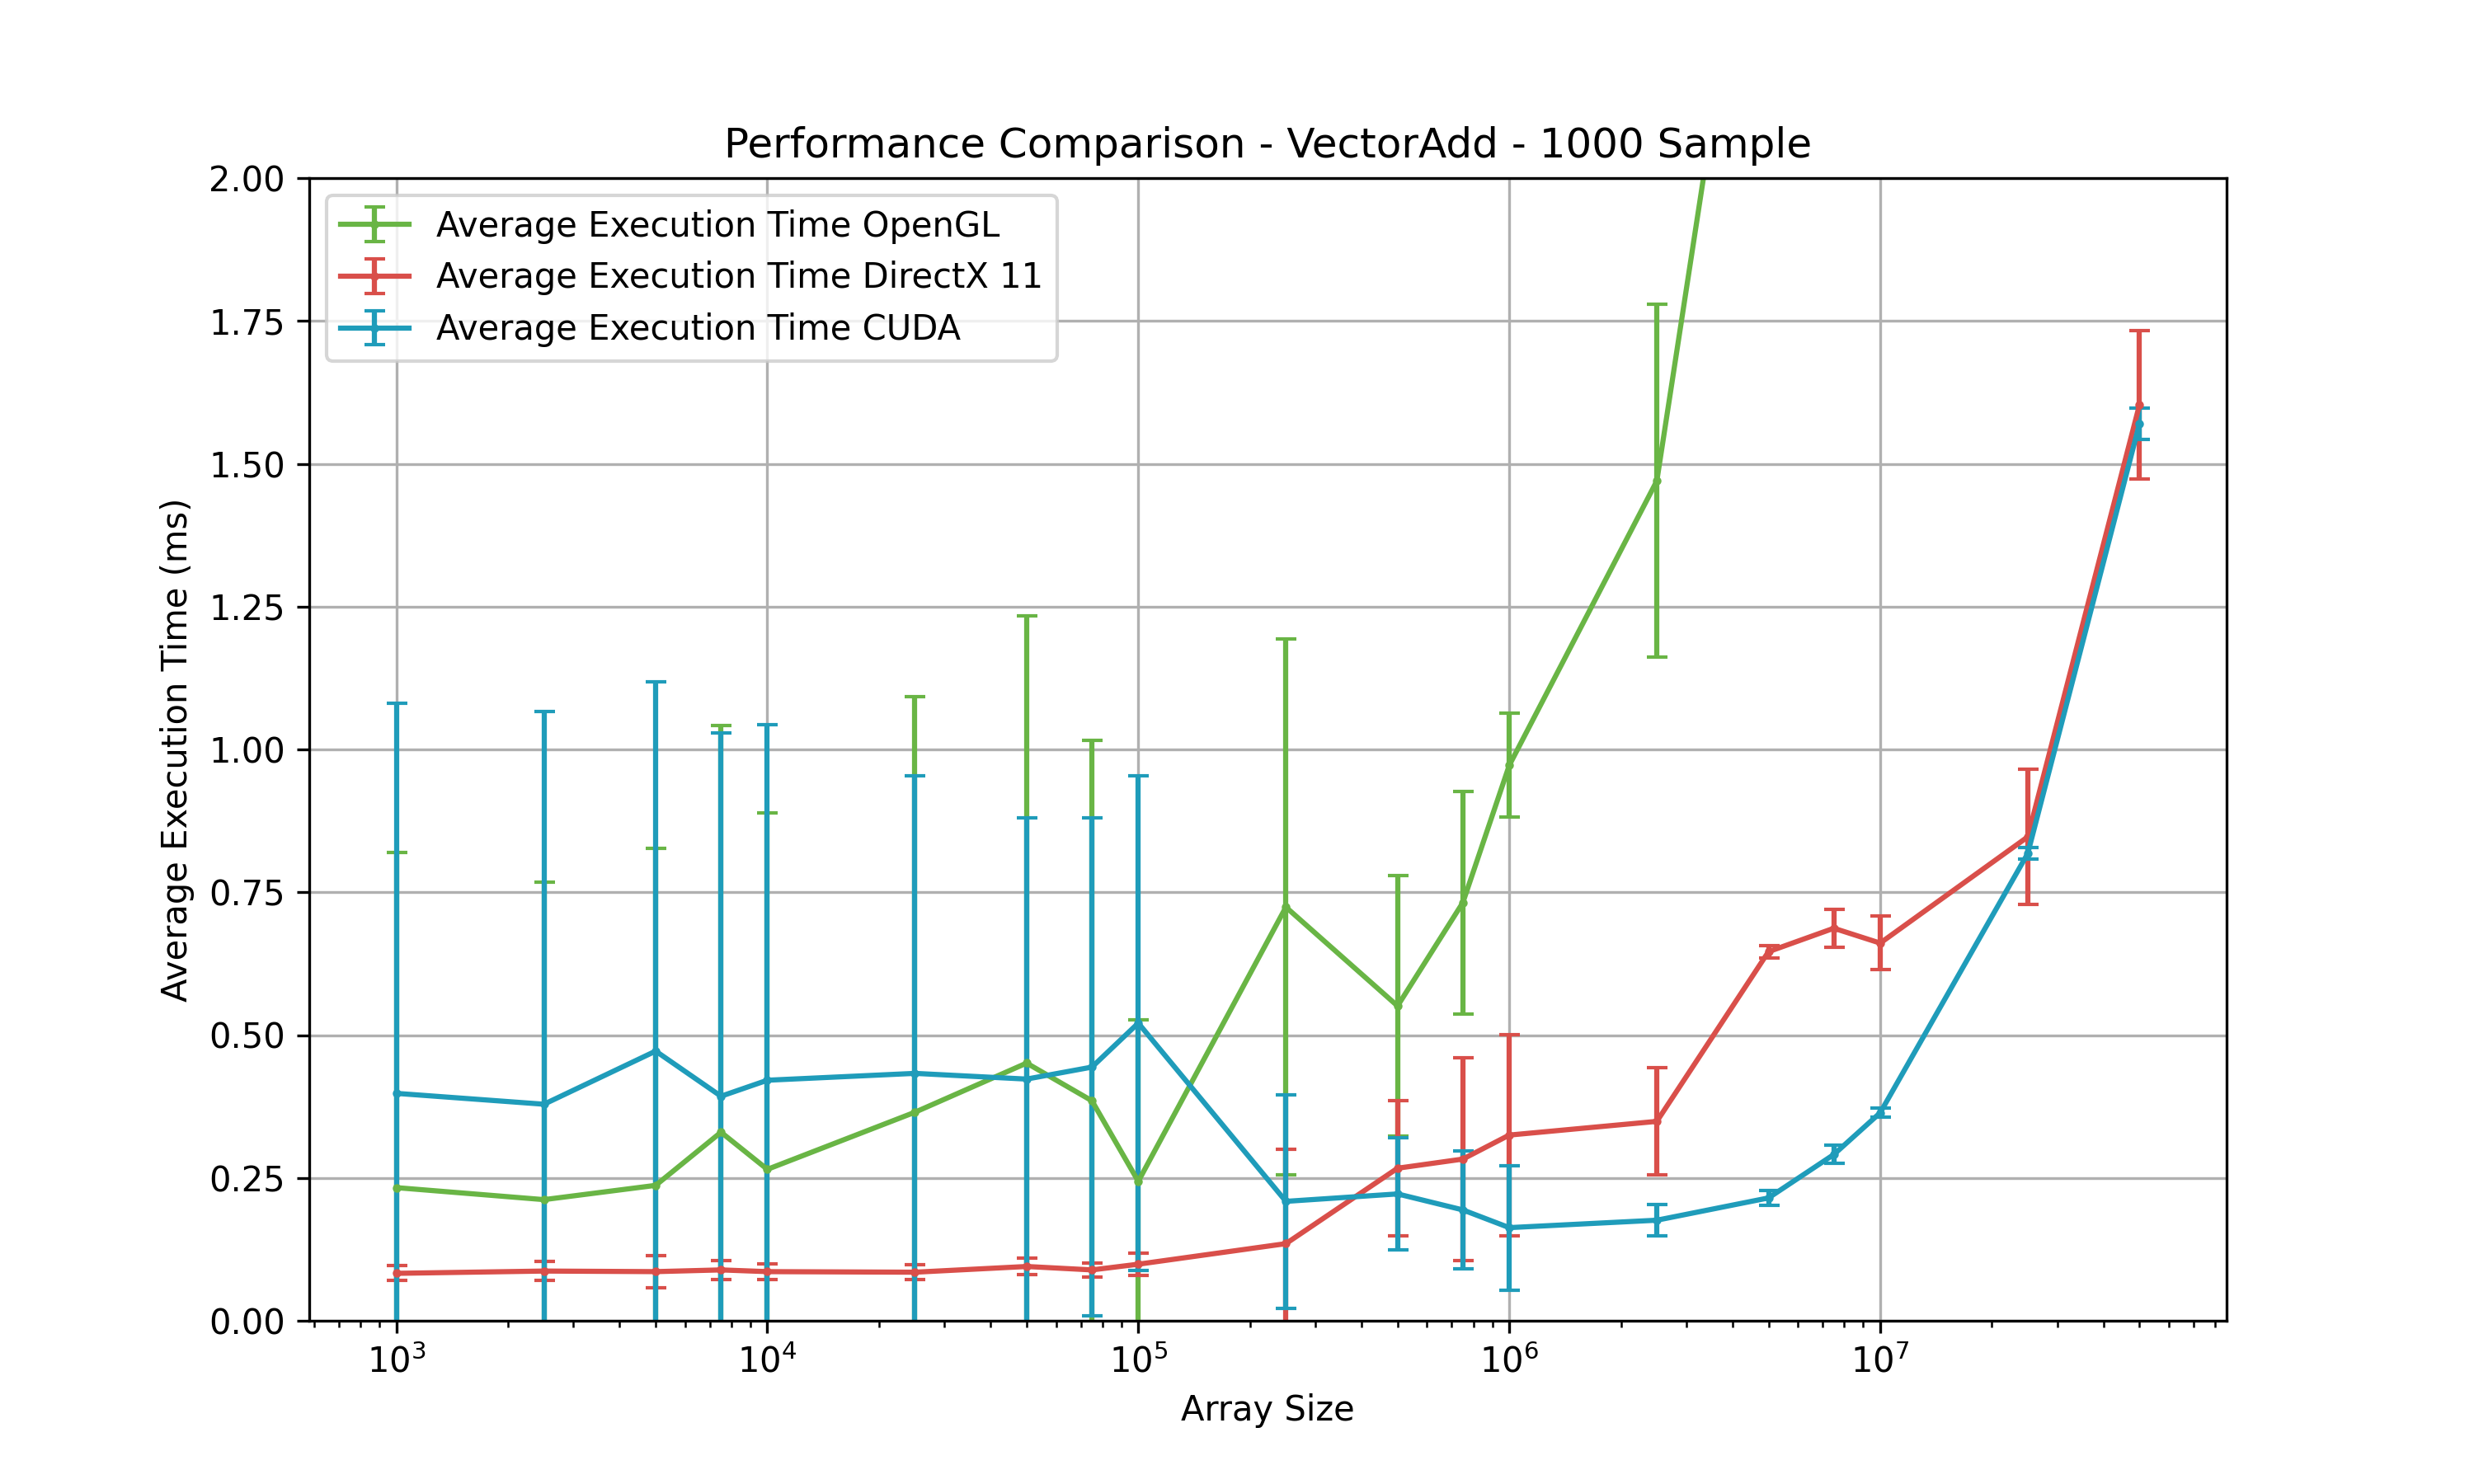 Performance Comparison - VectorAdd - 1000 Sample
2.00
1.75
1.50
1.25
1.00
0.75
0.50
0.25
0.00
Average Execution Time (ms)
Average Execution Time OpenGL
Average Execution Time DirectX 11
Average Execution Time CUDA
10³ 10⁴ 10⁵ 10⁶ 10⁷
Array Size